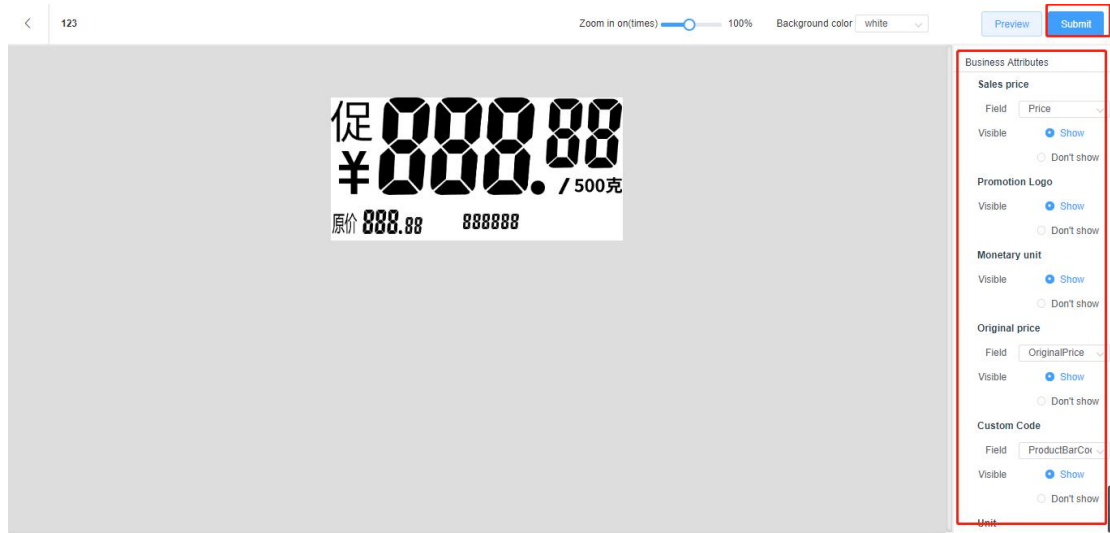 123
Zoom in on(times)
100%
Background color
white
Preview
Submit
促
888.88
¥
/500克
原价 888.88
888888
Business Attributes
Sales price
Field Price
Visible Show
Don't show
Promotion Logo
Visible Show
Don't show
Monetary unit
Visible Show
Don't show
Original price
Field OriginalPrice
Visible Show
Don't show
Custom Code
Field ProductBarCo
Visible Show
Don't show
Unit